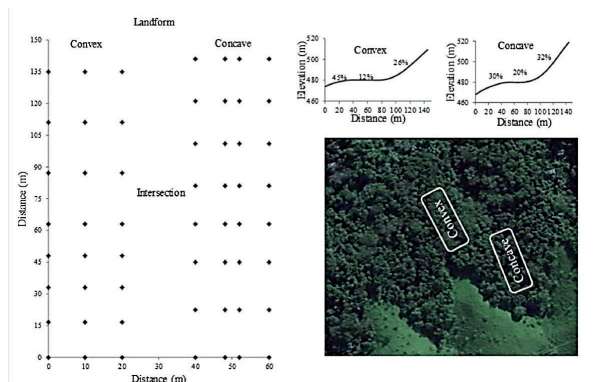 Landform
Convex
Concave
150
135
120
105
90
75
60
45
30
15
0
Distance (m)
Intersection
0 10 20 30 40 50 60
Distance (m)
520
500
480
460
Elevation (m)
Convex
45% 12% 26%
0 20 40 60 80 100 120 140
Distance (m)
520
500
480
460
Elevation (m)
Concave
30% 20% 32%
0 20 40 60 80 100 120 140
Distance (m)
Convex
Concave